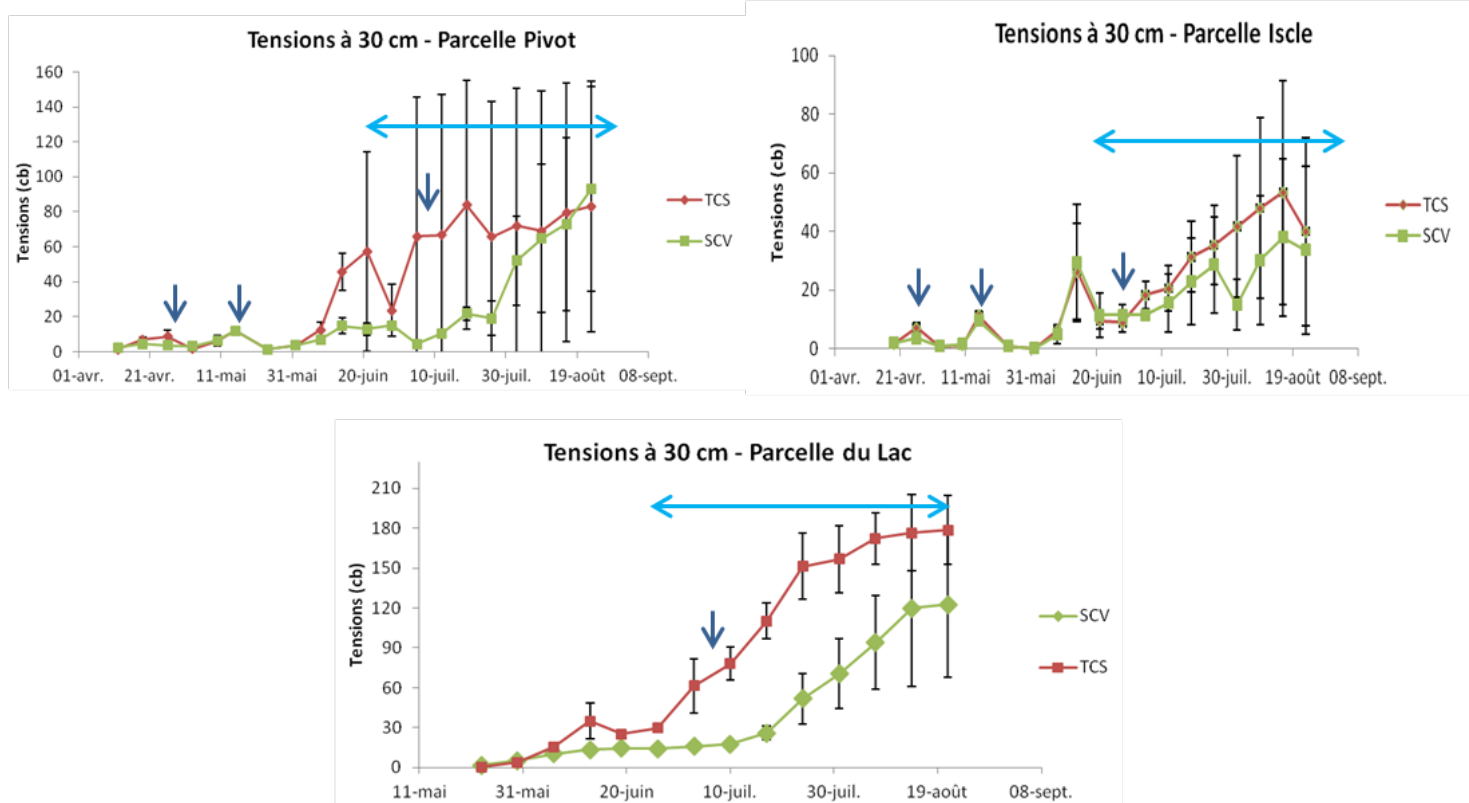 Tensions à 30 cm - Parcelle Pivot
Tensions (cb)
160
140
120
100
80
60
40
20
0
01-avr. 21-avr. 11-mai 31-mai 20-juin 10-juil. 30-juil. 19-août 08-sept.
TCS
SCV
Tensions à 30 cm - Parcelle Iscle
Tensions (cb)
100
80
60
40
20
0
01-avr. 21-avr. 11-mai 31-mai 20-juin 10-juil. 30-juil. 19-août 08-sept.
TCS
SCV
Tensions à 30 cm - Parcelle du Lac
Tensions (cb)
210
180
150
120
90
60
30
0
11-mai 31-mai 20-juin 10-juil. 30-juil. 19-août 08-sept.
SCV
TCS